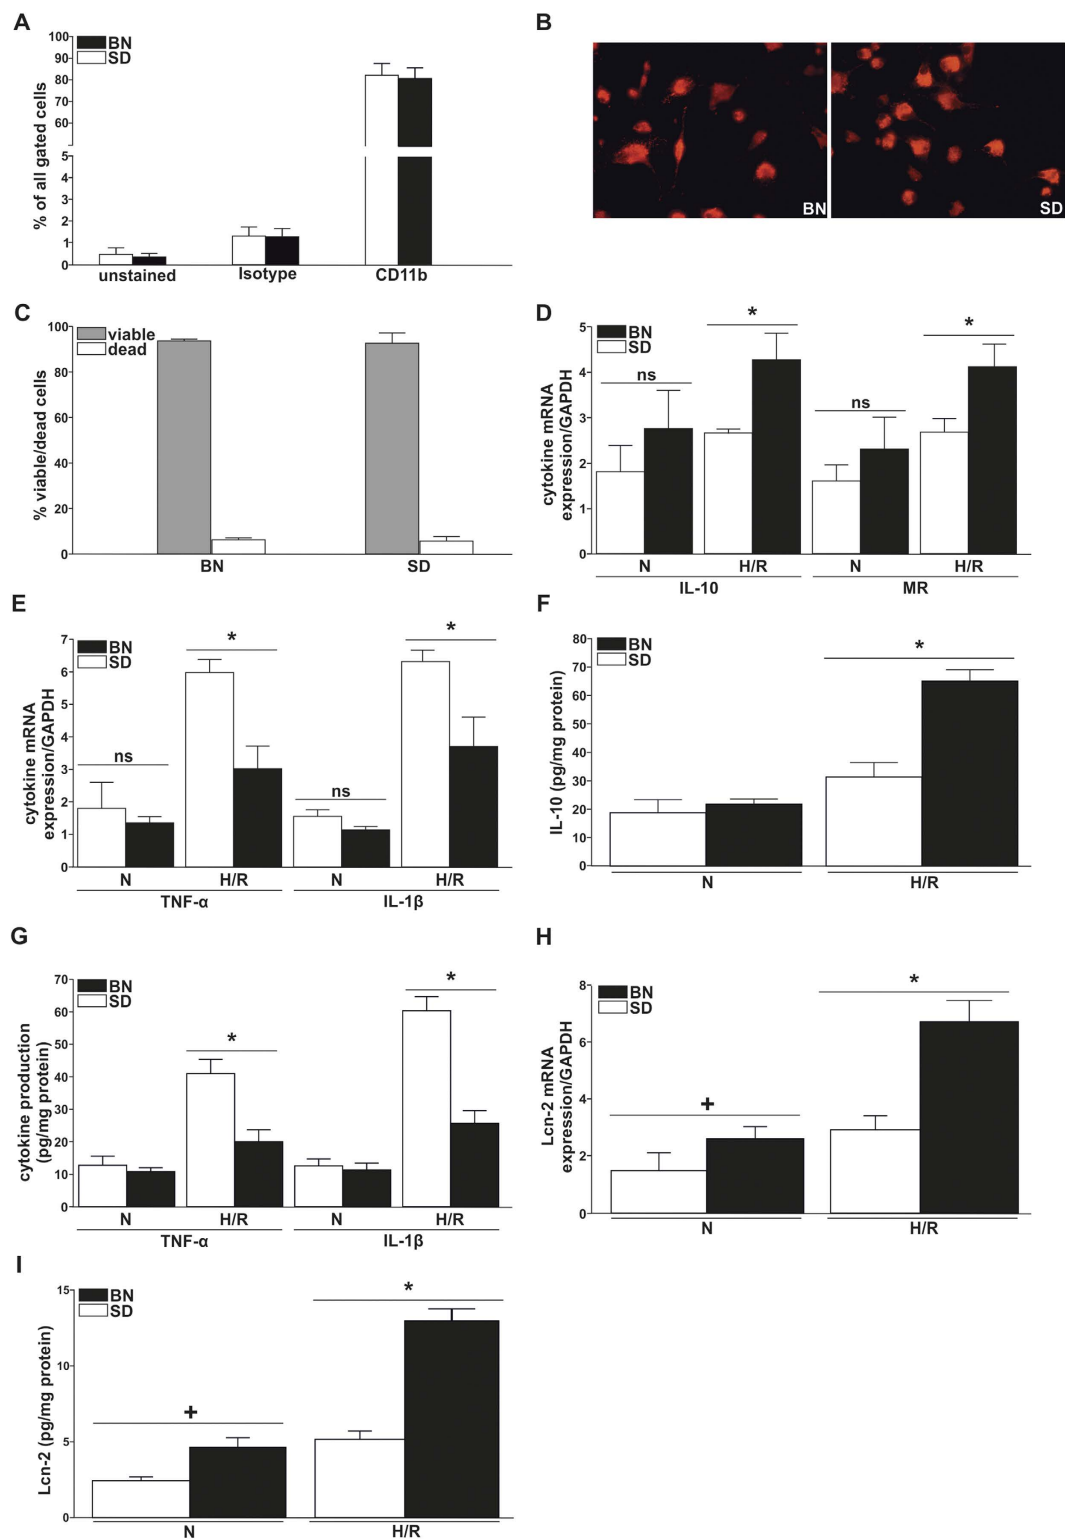 A
BN
SD
100
90
80
70
60
5
4
3
2
1
0
% of all gated cells
unstained
Isotype
CD11b
B
BN
SD
C
viable
dead
100
80
60
40
20
0
% viable/dead cells
BN
SD
D
BN
SD
5
4
3
2
1
0
cytokine mRNA
expression/GAPDH
ns
*
ns
*
N
H/R
N
H/R
IL-10
MR
E
BN
SD
7
6
5
4
3
2
1
0
cytokine mRNA
expression/GAPDH
ns
*
ns
*
N
H/R
N
H/R
TNF-α
IL-1β
F
BN
SD
80
70
60
50
40
30
20
10
0
IL-10 (pg/mg protein)
*
N
H/R
G
BN
SD
70
60
50
40
30
20
10
0
cytokine production
(pg/mg protein)
*
*
N
H/R
N
H/R
TNF-α
IL-1β
H
BN
SD
8
6
4
2
0
Lcn-2 mRNA
expression/GAPDH
+
*
N
H/R
I
BN
SD
15
10
5
0
Lcn-2 (pg/mg protein)
+
*
N
H/R